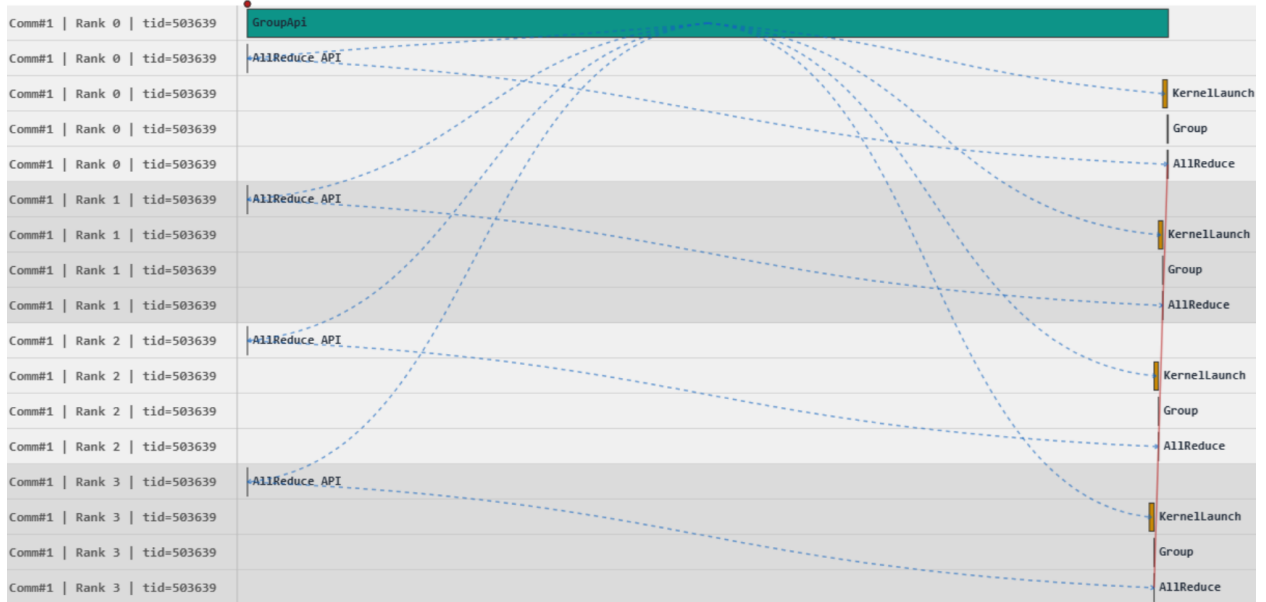 Comm#1 | Rank 0 | tid=503639 GroupApi
Comm#1 | Rank 0 | tid=503639 AllReduce API
Comm#1 | Rank 0 | tid=503639 KernelLaunch
Comm#1 | Rank 0 | tid=503639 Group
Comm#1 | Rank 0 | tid=503639 AllReduce
Comm#1 | Rank 1 | tid=503639 AllReduce API
Comm#1 | Rank 1 | tid=503639 KernelLaunch
Comm#1 | Rank 1 | tid=503639 Group
Comm#1 | Rank 1 | tid=503639 AllReduce
Comm#1 | Rank 2 | tid=503639 AllReduce API
Comm#1 | Rank 2 | tid=503639 KernelLaunch
Comm#1 | Rank 2 | tid=503639 Group
Comm#1 | Rank 2 | tid=503639 AllReduce
Comm#1 | Rank 3 | tid=503639 AllReduce API
Comm#1 | Rank 3 | tid=503639 KernelLaunch
Comm#1 | Rank 3 | tid=503639 Group
Comm#1 | Rank 3 | tid=503639 AllReduce